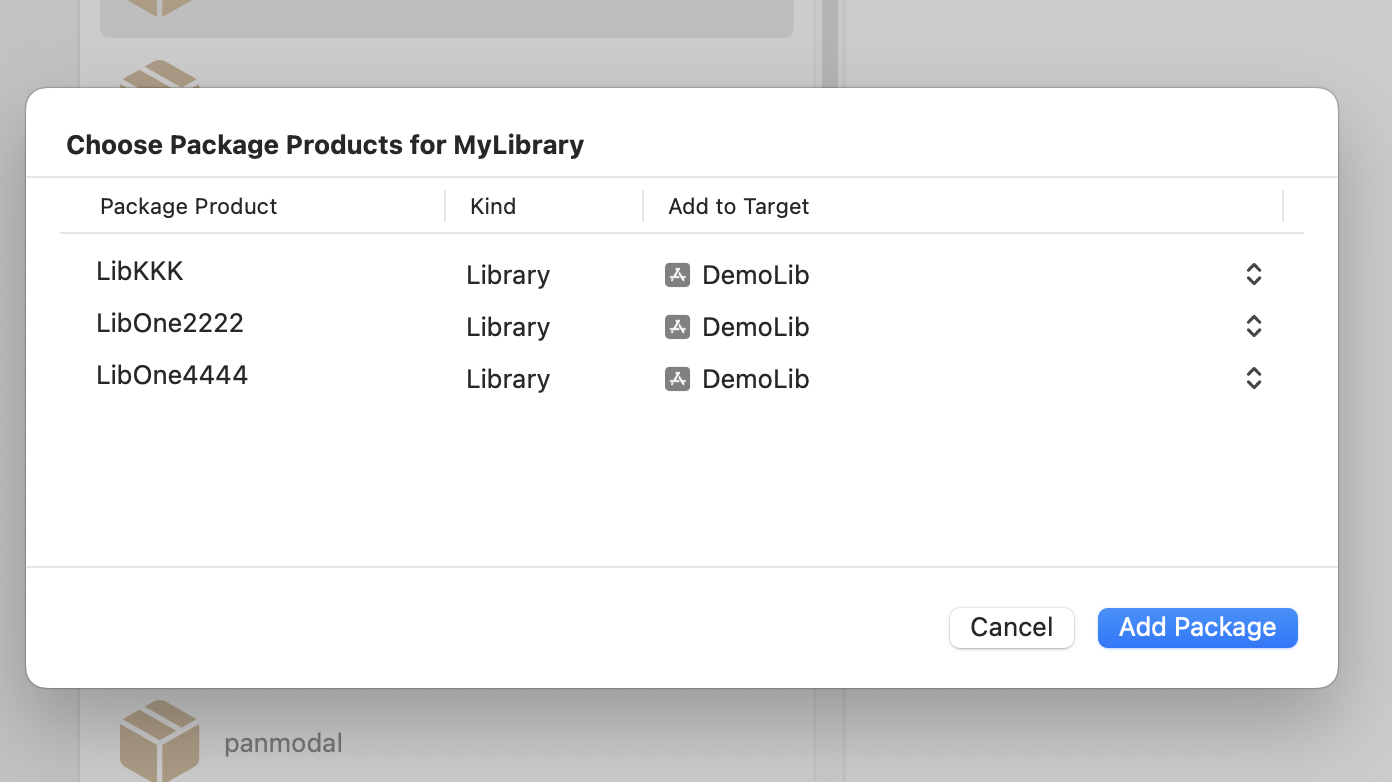 Choose Package Products for MyLibrary
Package Product Kind Add to Target
LibKKK Library DemoLib
LibOne2222 Library DemoLib
LibOne4444 Library DemoLib
Cancel Add Package
panmodal